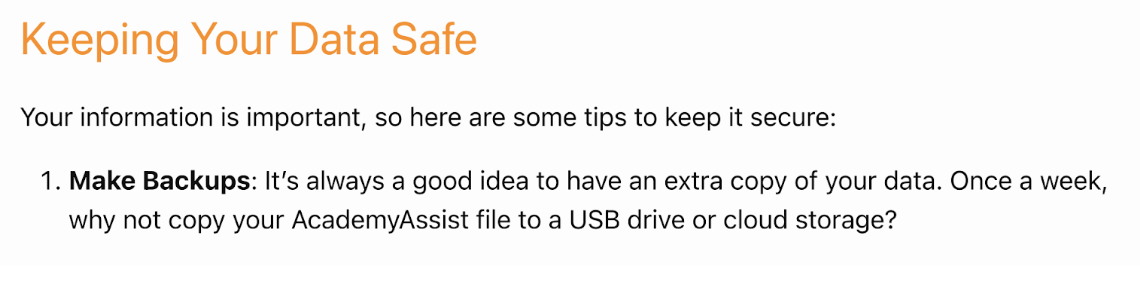 Keeping Your Data Safe
Your information is important, so here are some tips to keep it secure:
1. Make Backups: It’s always a good idea to have an extra copy of your data. Once a week,
why not copy your AcademyAssist file to a USB drive or cloud storage?